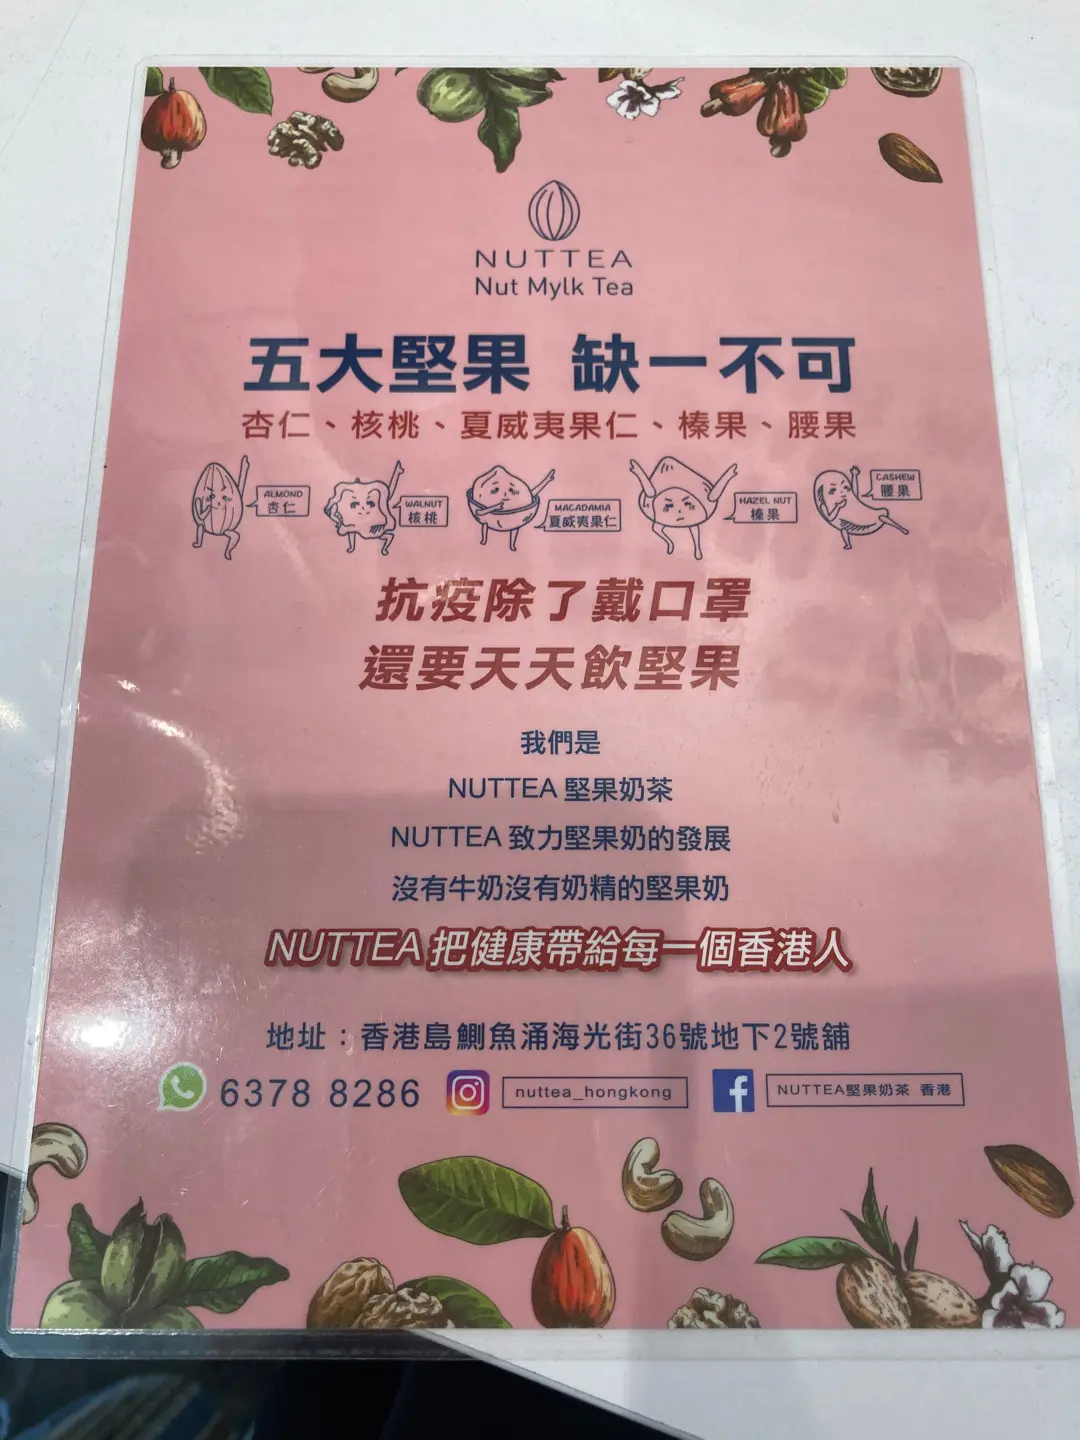 NUTTEA
Nut Mylk Tea
五大堅果 缺一不可
杏仁、核桃、夏威夷果仁、榛果、腰果
ALMOND
杏仁
WALNUT
核桃
MACADAMIA
夏威夷果仁
HAZEL NUT
榛果
CASHEW
腰果
抗疫除了戴口罩
還要天天飲堅果
我們是
NUTTEA 堅果奶茶
NUTTEA 致力堅果奶的發展
沒有牛奶沒有奶精的堅果奶
NUTTEA 把健康帶給每一個香港人
地址：香港島鰂魚涌海光街36號地下2號舖
6378 8286 nuttea_hongkong NUTTEA堅果奶茶 香港